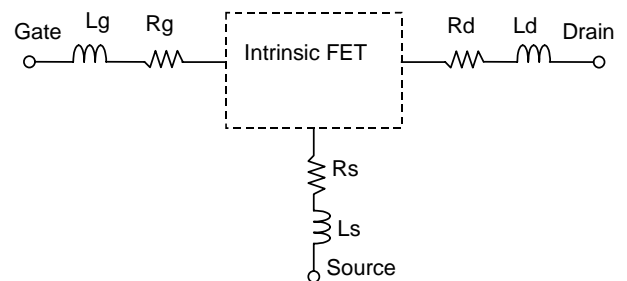 Gate
Lg
Rg
Intrinsic FET
Rd
Ld
Drain
Rs
Ls
Source